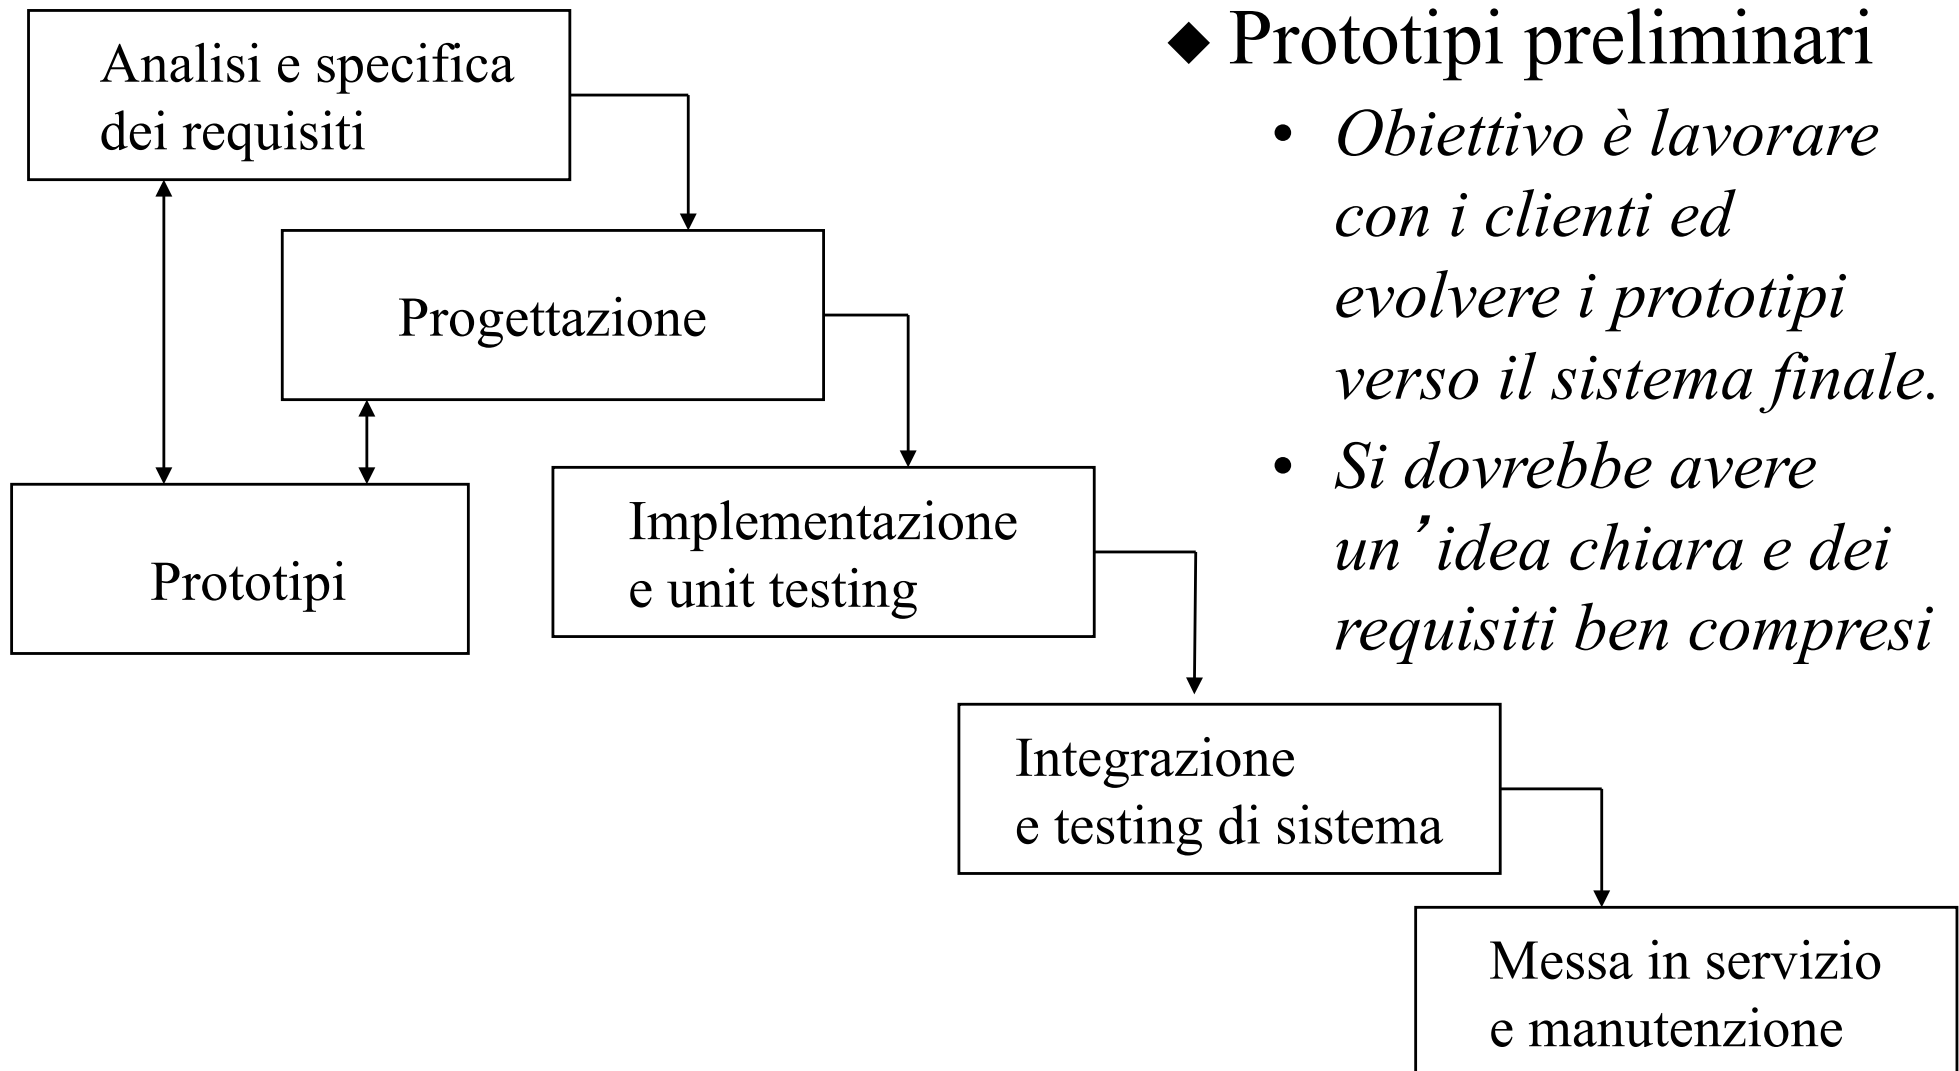 Analisi e specifica
dei requisiti
Progettazione
Prototipi
Implementazione
e unit testing
Integrazione
e testing di sistema
Messa in servizio
e manutenzione
◆ Prototipi preliminari
• Obiettivo è lavorare
con i clienti ed
evolvere i prototipi
verso il sistema finale.
• Si dovrebbe avere
un’idea chiara e dei
requisiti ben compresi